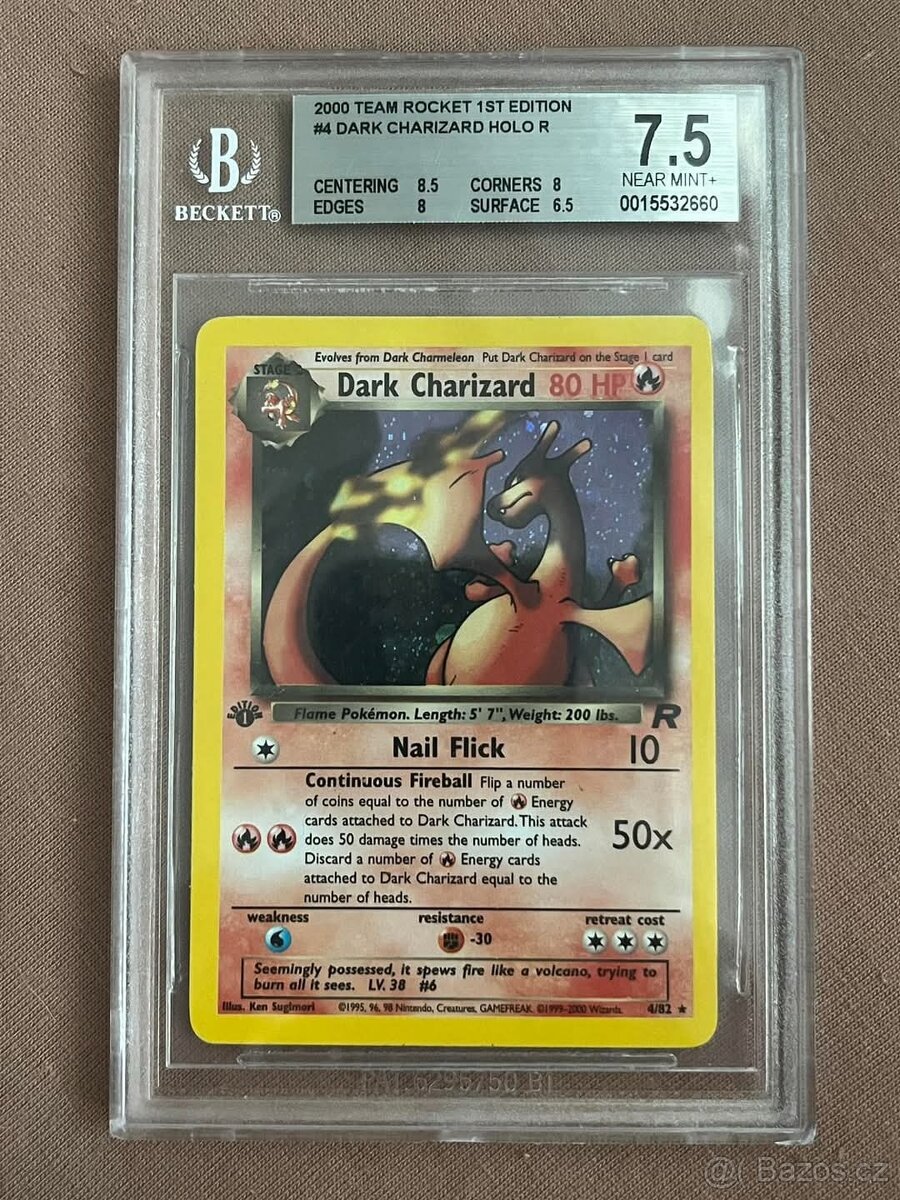 2000 TEAM ROCKET 1ST EDITION
#4 DARK CHARIZARD HOLO R
7.5
NEAR MINT+
CENTERING 8.5 CORNERS 8
EDGES 8 SURFACE 6.5
0015532660
B
BECKETT®
Evolves from Dark Charmeleon Put Dark Charizard on the Stage 1 card
STAGE 2
Dark Charizard 80 HP
EDITION
1
Flame Pokémon. Length: 5' 7", Weight: 200 lbs.
R
Nail Flick 10
Continuous Fireball Flip a number
of coins equal to the number of Energy
cards attached to Dark Charizard. This attack
does 50 damage times the number of heads.
50x
Discard a number of Energy cards
attached to Dark Charizard equal to the
number of heads.
weakness resistance retreat cost
-30
Seemingly possessed, it spews fire like a volcano, trying to
burn all it sees. LV. 38 #6
Illus. Ken Sugimori ©1995, 96, 98 Nintendo, Creatures, GAMEFREAK. ©1999-2000 Wizards. 4/82
@ Bazos.cz